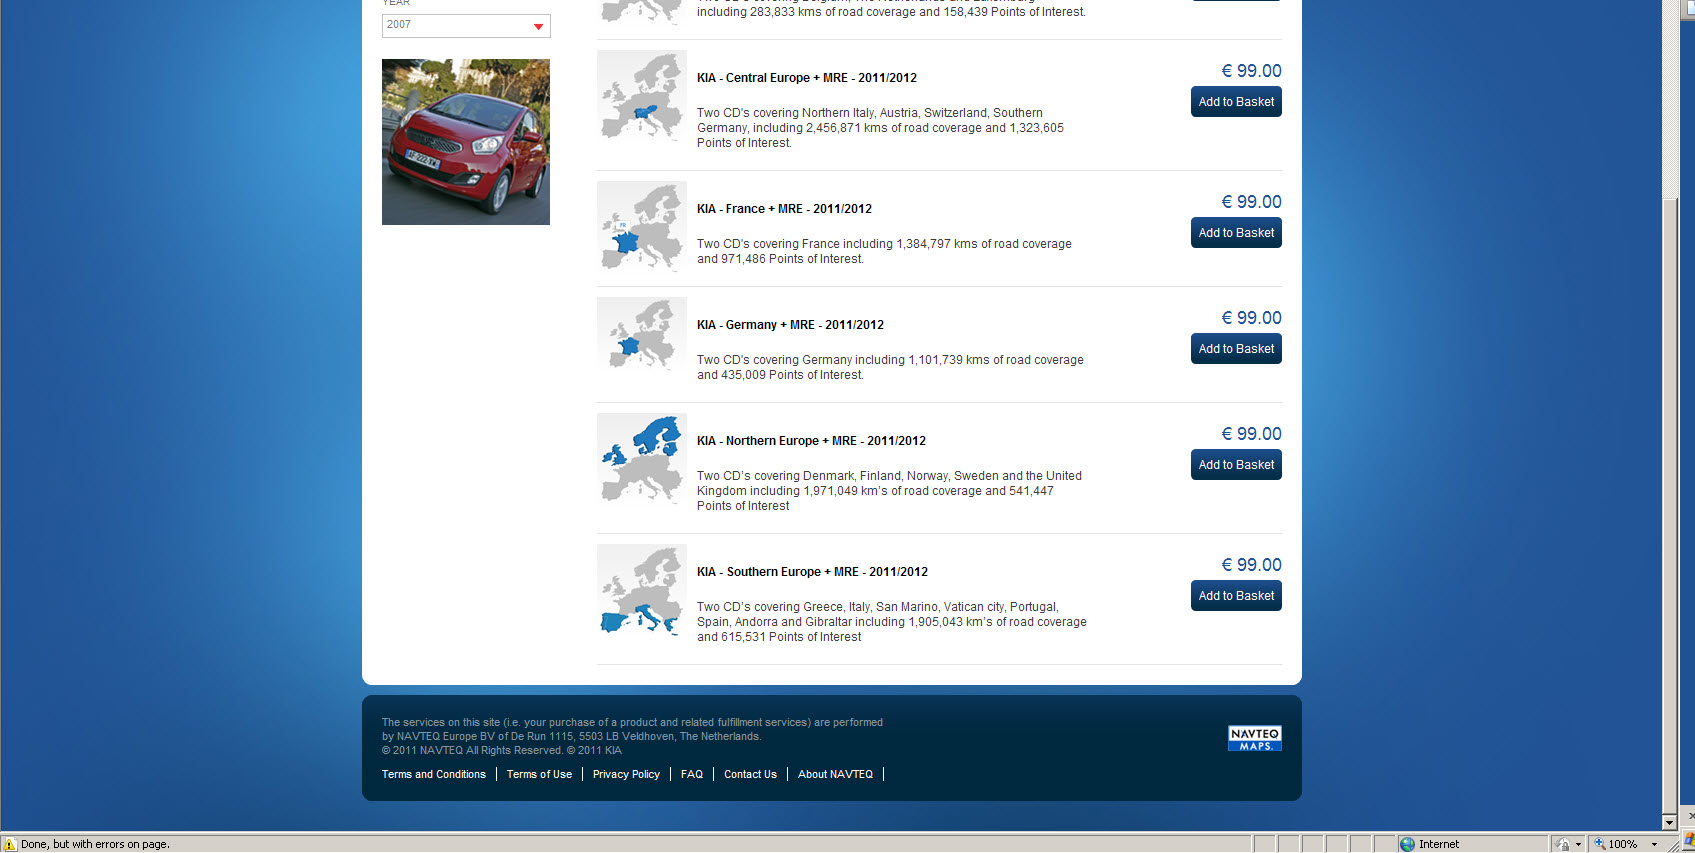 YEAR
2007
including 283,833 kms of road coverage and 158,439 Points of Interest.
KIA - Central Europe + MRE - 2011/2012
€ 99.00
Add to Basket
Two CD's covering Northern Italy, Austria, Switzerland, Southern
Germany, including 2,456,871 kms of road coverage and 1,323,605
Points of Interest.
KIA - France + MRE - 2011/2012
€ 99.00
Add to Basket
Two CD's covering France including 1,384,797 kms of road coverage
and 971,486 Points of Interest.
KIA - Germany + MRE - 2011/2012
€ 99.00
Add to Basket
Two CD's covering Germany including 1,101,739 kms of road coverage
and 435,009 Points of Interest.
KIA - Northern Europe + MRE - 2011/2012
€ 99.00
Add to Basket
Two CD's covering Denmark, Finland, Norway, Sweden and the United
Kingdom including 1,971,049 km's of road coverage and 541,447
Points of Interest
KIA - Southern Europe + MRE - 2011/2012
€ 99.00
Add to Basket
Two CD's covering Greece, Italy, San Marino, Vatican city, Portugal,
Spain, Andorra and Gibraltar including 1,905,043 km's of road coverage
and 615,531 Points of Interest
The services on this site (i.e. your purchase of a product and related fulfillment services) are performed
by NAVTEQ Europe BV of De Run 1115, 5503 LB Veldhoven, The Netherlands.
© 2011 NAVTEQ All Rights Reserved. © 2011 KIA
NAVTEQ
MAPS.
Terms and Conditions | Terms of Use | Privacy Policy | FAQ | Contact Us | About NAVTEQ |
Done, but with errors on page.
Internet
100%